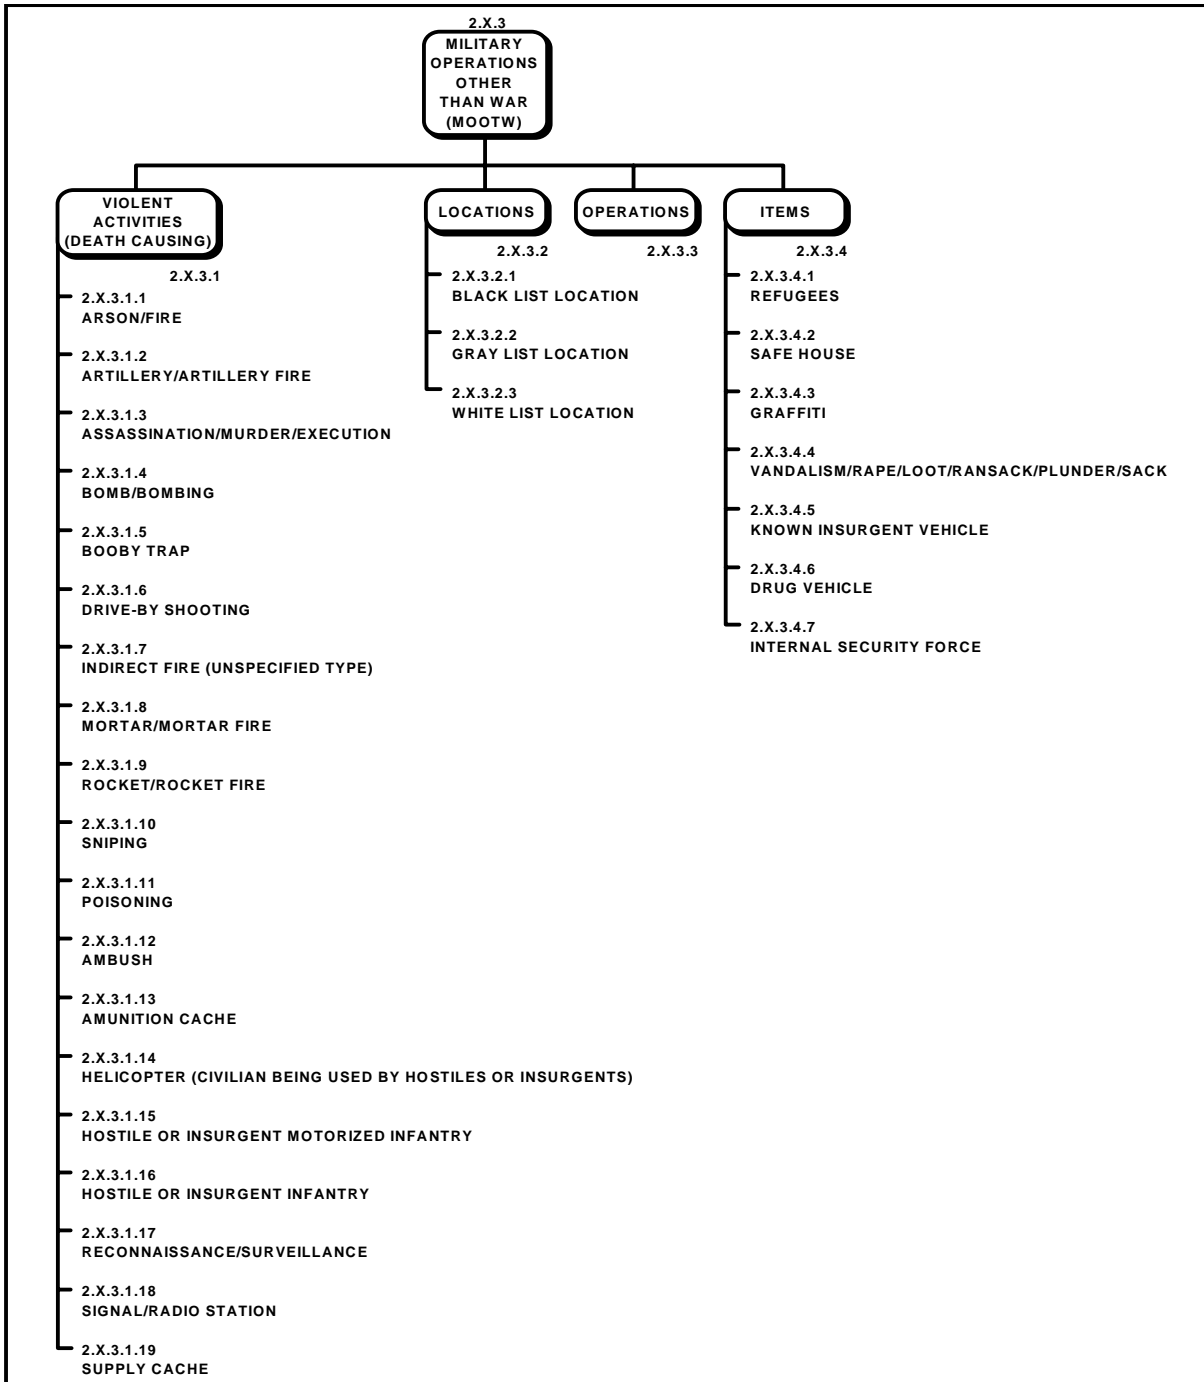 2.X.3
MILITARY
OPERATIONS
OTHER
THAN WAR
(MOOTW)
VIOLENT
ACTIVITIES
(DEATH CAUSING)
2.X.3.1
2.X.3.1.1
ARSON/FIRE
2.X.3.1.2
ARTILLERY/ARTILLERY FIRE
2.X.3.1.3
ASSASSINATION/MURDER/EXECUTION
2.X.3.1.4
BOMB/BOMBING
2.X.3.1.5
BOOBY TRAP
2.X.3.1.6
DRIVE-BY SHOOTING
2.X.3.1.7
INDIRECT FIRE (UNSPECIFIED TYPE)
2.X.3.1.8
MORTAR/MORTAR FIRE
2.X.3.1.9
ROCKET/ROCKET FIRE
2.X.3.1.10
SNIPING
2.X.3.1.11
POISONING
2.X.3.1.12
AMBUSH
2.X.3.1.13
AMUNITION CACHE
2.X.3.1.14
HELICOPTER (CIVILIAN BEING USED BY HOSTILES OR INSURGENTS)
2.X.3.1.15
HOSTILE OR INSURGENT MOTORIZED INFANTRY
2.X.3.1.16
HOSTILE OR INSURGENT INFANTRY
2.X.3.1.17
RECONNAISSANCE/SURVEILLANCE
2.X.3.1.18
SIGNAL/RADIO STATION
2.X.3.1.19
SUPPLY CACHE
LOCATIONS
2.X.3.2
2.X.3.2.1
BLACK LIST LOCATION
2.X.3.2.2
GRAY LIST LOCATION
2.X.3.2.3
WHITE LIST LOCATION
OPERATIONS
2.X.3.3
ITEMS
2.X.3.4
2.X.3.4.1
REFUGEES
2.X.3.4.2
SAFE HOUSE
2.X.3.4.3
GRAFFITI
2.X.3.4.4
VANDALISM/RAPE/LOOT/RANSACK/PLUNDER/SACK
2.X.3.4.5
KNOWN INSURGENT VEHICLE
2.X.3.4.6
DRUG VEHICLE
2.X.3.4.7
INTERNAL SECURITY FORCE